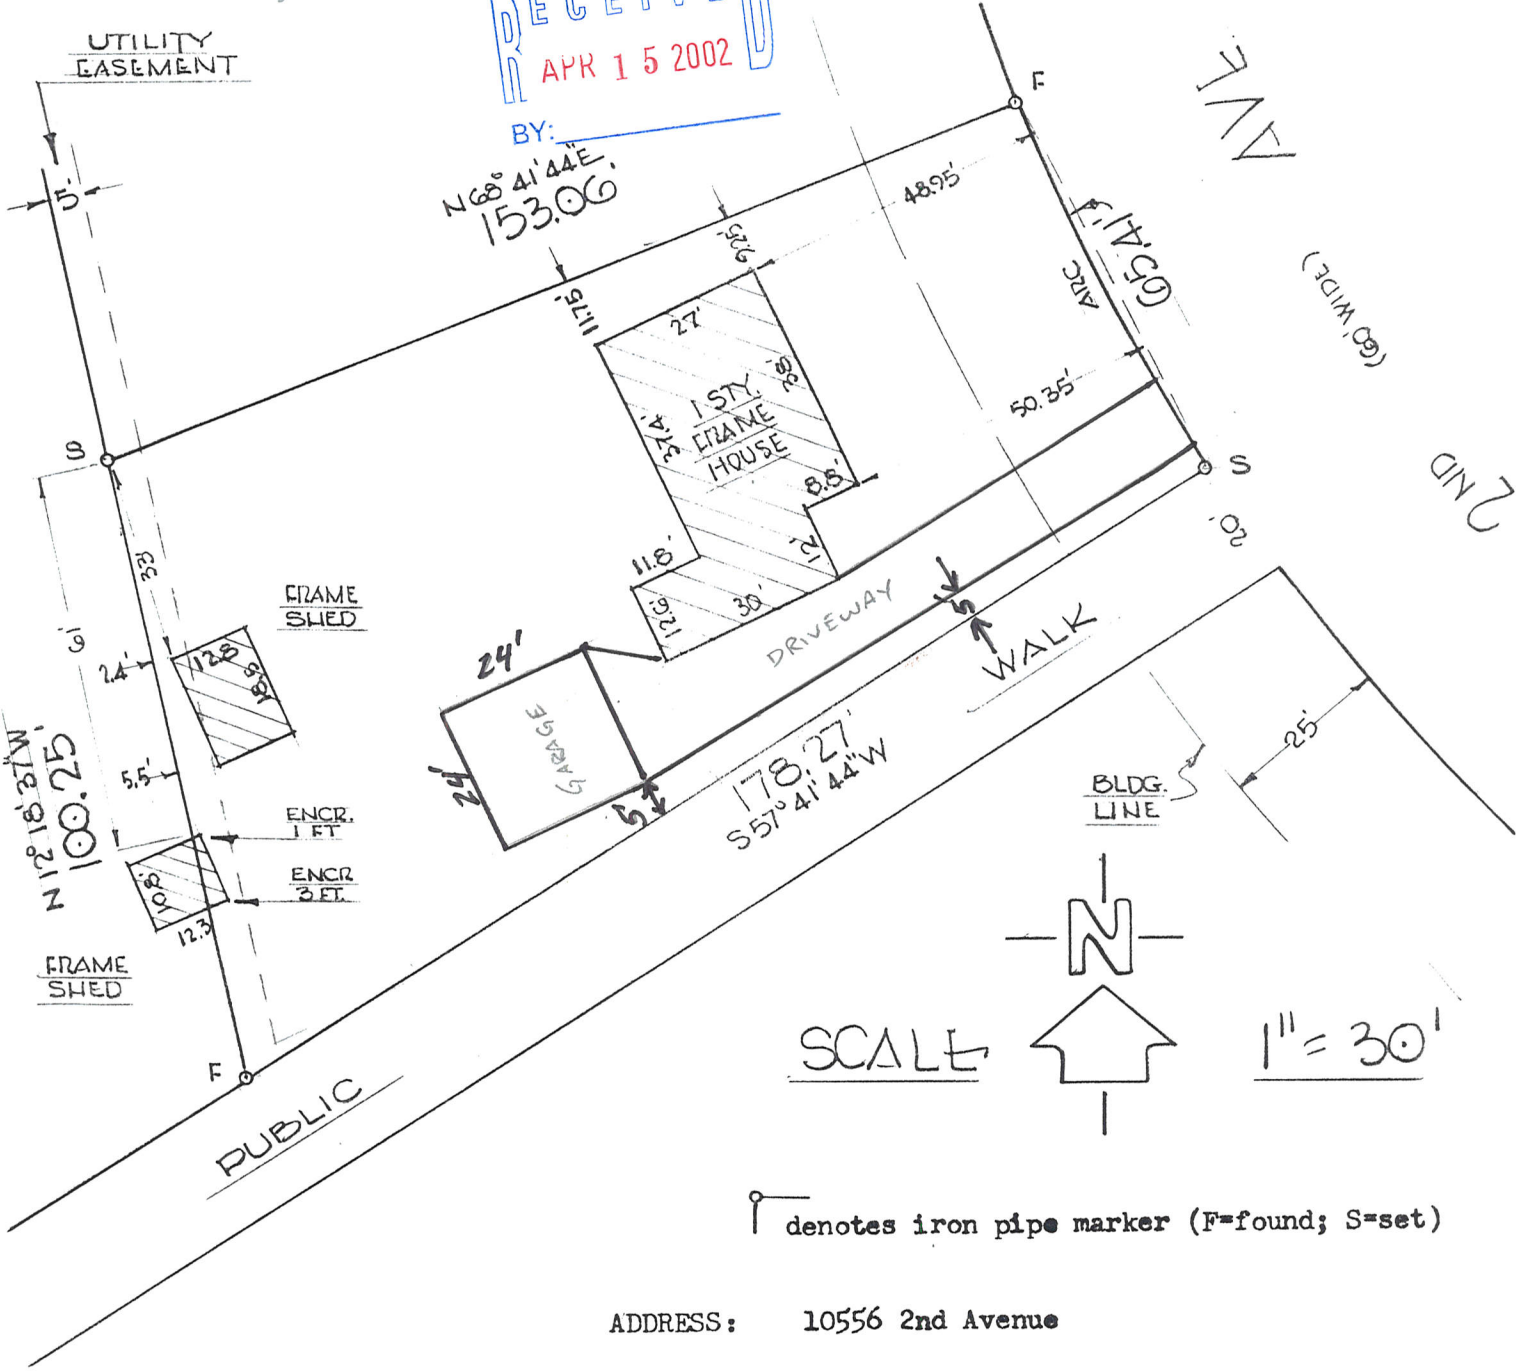 UTILITY
EASEMENT
RECEIVED
APR 15 2002
BY:
F
AVE
5'
N 68° 41' 44" E
153.06'
48.95'
9.25'
11.75'
27'
ARC
65.41'
(60' WIDE)
38'
1 STY.
FRAME
HOUSE
37.4'
50.35'
8.8'
S
S
2ND
12'
20'
11.8'
12.6'
30'
33'
FRAME
SHED
DRIVEWAY
5'
WALK
24'
61'
2.4'
12.8
18.5
GARAGE
24'
N 12° 18' 37" W
100.25'
5.5'
5'
178.27'
S 57° 41' 44" W
25'
BLDG.
LINE
ENCR.
1 FT
ENCR
3 FT.
10.8'
12.3
FRAME
SHED
N
SCALE
1" = 30'
F
PUBLIC
denotes iron pipe marker (F=found; S=set)
ADDRESS: 10556 2nd Avenue